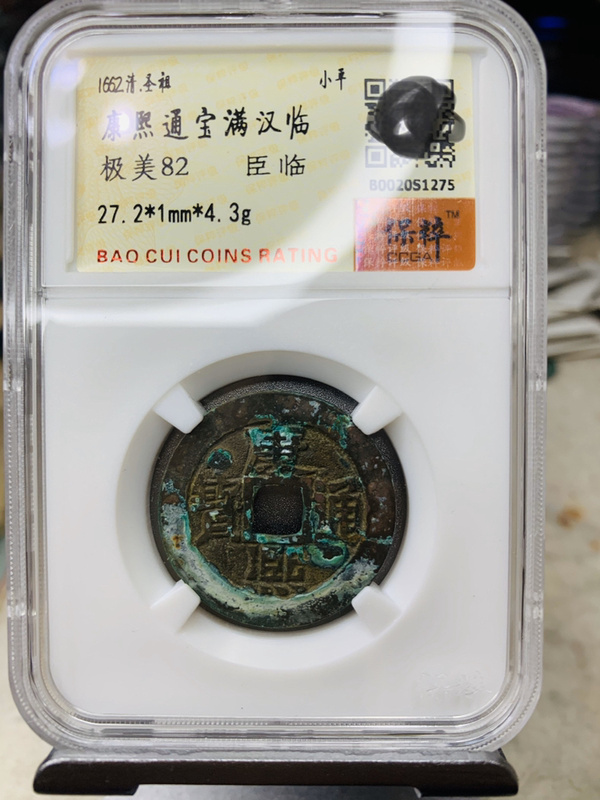 1662清.圣祖
小平
康熙通宝满汉临
极美82 臣临
27.2*1mm*4.3g
B0020S1275
保粹 TM
BAO CUI COINS RATING
康熙通寶